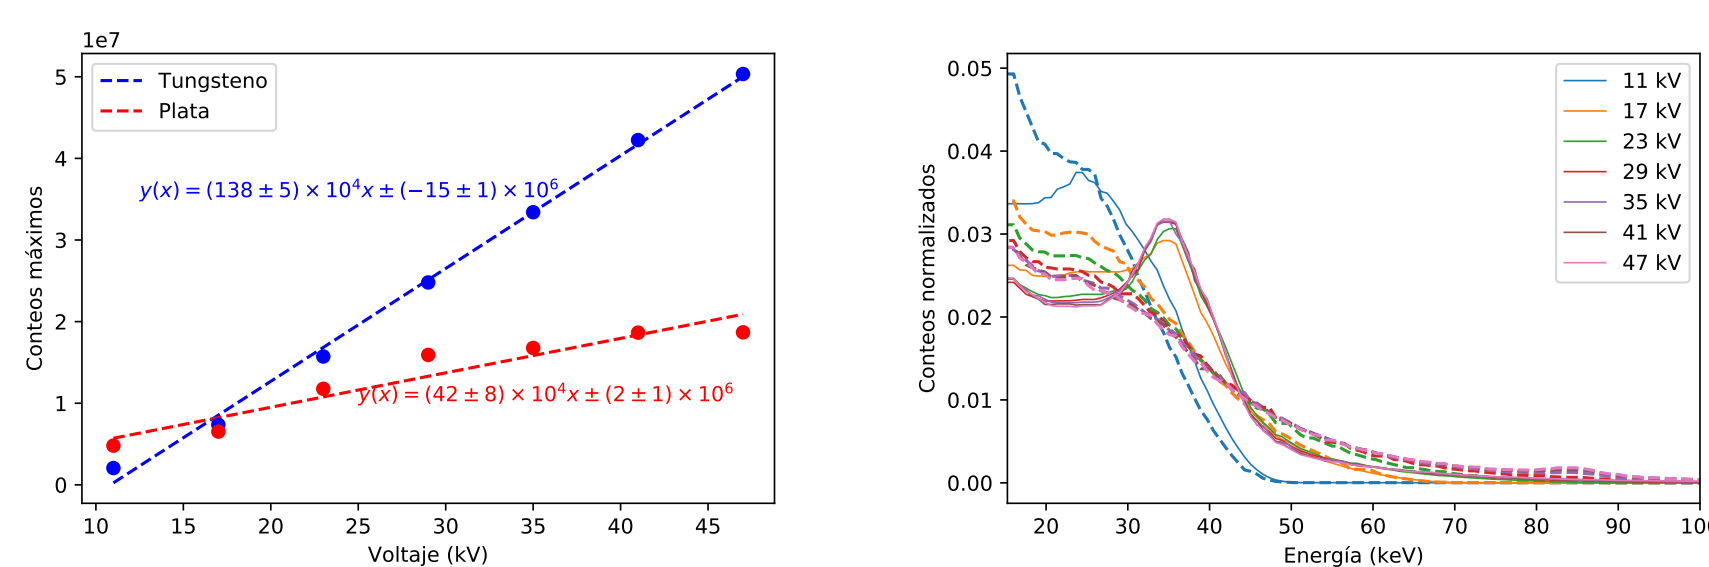 1e7
5
4
3
2
1
0
Conteos máximos
Tungsteno
Plata
y(x) = (138 ± 5) × 10⁴x ± (−15 ± 1) × 10⁶
y(x) = (42 ± 8) × 10⁴x ± (2 ± 1) × 10⁶
10 15 20 25 30 35 40 45
Voltaje (kV)
0.05
0.04
0.03
0.02
0.01
0.00
Conteos normalizados
11 kV
17 kV
23 kV
29 kV
35 kV
41 kV
47 kV
20 30 40 50 60 70 80 90 100
Energía (keV)